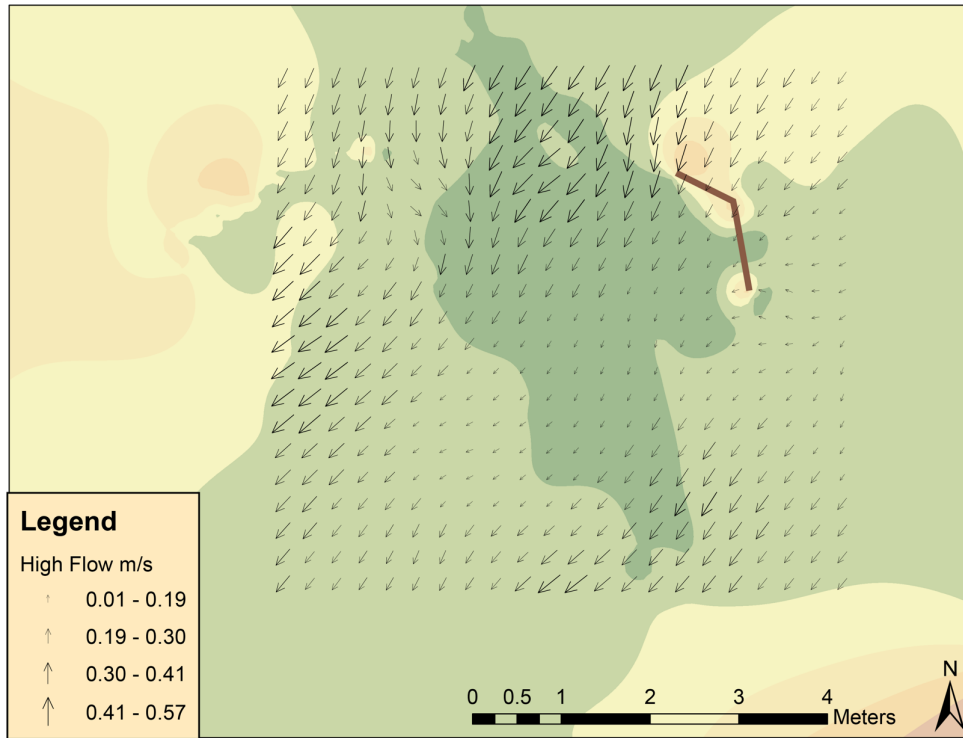 Legend
High Flow m/s
0.01 - 0.19
0.19 - 0.30
0.30 - 0.41
0.41 - 0.57
0 0.5 1 2 3 4
Meters
N